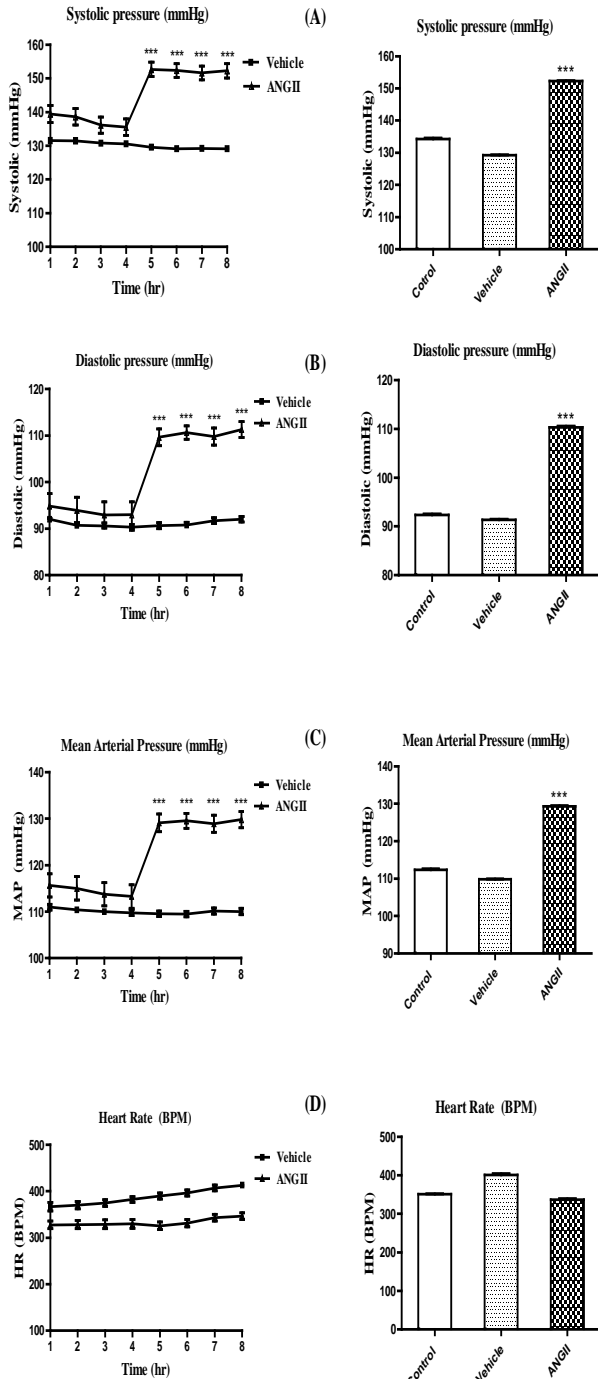 Systolic pressure (mmHg)
(A)
Systolic pressure (mmHg)
160
150
140
130
120
110
100
Systolic (mmHg)
***
***
***
***
Vehicle
ANGII
1 2 3 4 5 6 7 8
Time (hr)
160
150
140
130
120
110
100
Systolic (mmHg)
***
Cotrol
Vehicle
ANGII
Diastolic pressure (mmHg)
(B)
Diastolic pressure (mmHg)
120
110
100
90
80
Diastolic (mmHg)
***
***
***
***
Vehicle
ANGII
1 2 3 4 5 6 7 8
Time (hr)
120
110
100
90
80
Diastolic (mmHg)
***
Control
Vehicle
ANGII
Mean Arterial Pressure (mmHg)
(C)
Mean Arterial Pressure (mmHg)
140
130
120
110
100
MAP (mmHg)
***
***
***
***
Vehicle
ANGII
1 2 3 4 5 6 7 8
Time (hr)
140
130
120
110
100
90
MAP (mmHg)
***
Control
Vehicle
ANGII
Heart Rate (BPM)
(D)
Heart Rate (BPM)
500
400
300
200
100
HR (BPM)
Vehicle
ANGII
1 2 3 4 5 6 7 8
Time (hr)
500
400
300
200
100
0
HR (BPM)
Control
Vehicle
ANGII